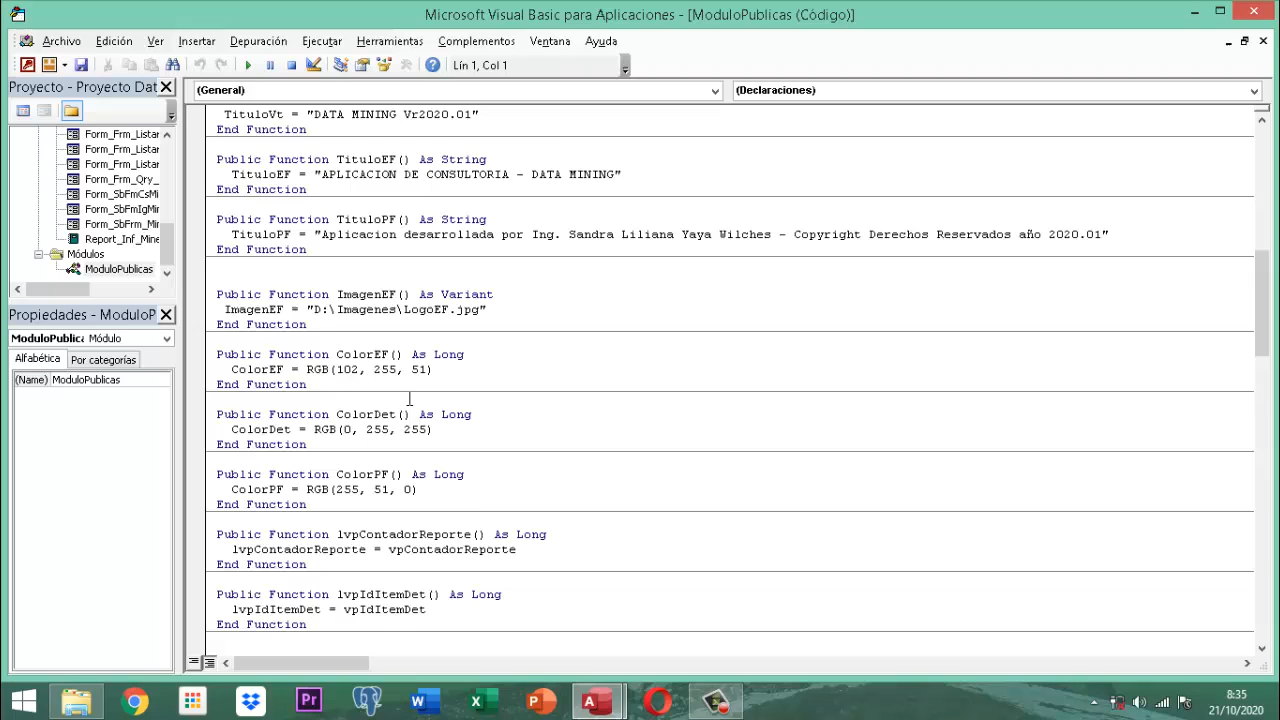 Microsoft Visual Basic para Aplicaciones - [ModuloPublicas (Código)]
Archivo Edición Ver Insertar Depuración Ejecutar Herramientas Complementos Ventana Ayuda
Lín 1, Col 1
Proyecto - Proyecto Dat
(General)
(Declaraciones)
Form_Frm_Listar
Form_Frm_Listar
Form_Frm_Listar
Form_Frm_Qry_
Form_SbFmCsMi
Form_SbFmIgMir
Form_SbFrm_Mi
Report_Inf_Mine
Módulos
ModuloPublicas
Propiedades - ModuloP
ModuloPublica Módulo
Alfabética Por categorías
(Name) ModuloPublicas
TituloVt = "DATA MINING Vr2020.01"
End Function
Public Function TituloEF() As String
TituloEF = "APLICACION DE CONSULTORIA - DATA MINING"
End Function
Public Function TituloPF() As String
TituloPF = "Aplicacion desarrollada por Ing. Sandra Liliana Yaya Wilches - Copyright Derechos Reservados año 2020.01"
End Function
Public Function ImagenEF() As Variant
ImagenEF = "D:\Imagenes\LogoEF.jpg"
End Function
Public Function ColorEF() As Long
ColorEF = RGB(102, 255, 51)
End Function
Public Function ColorDet() As Long
ColorDet = RGB(0, 255, 255)
End Function
Public Function ColorPF() As Long
ColorPF = RGB(255, 51, 0)
End Function
Public Function lvpContadorReporte() As Long
lvpContadorReporte = vpContadorReporte
End Function
Public Function lvpIdItemDet() As Long
lvpIdItemDet = vpIdItemDet
End Function
8:35
21/10/2020